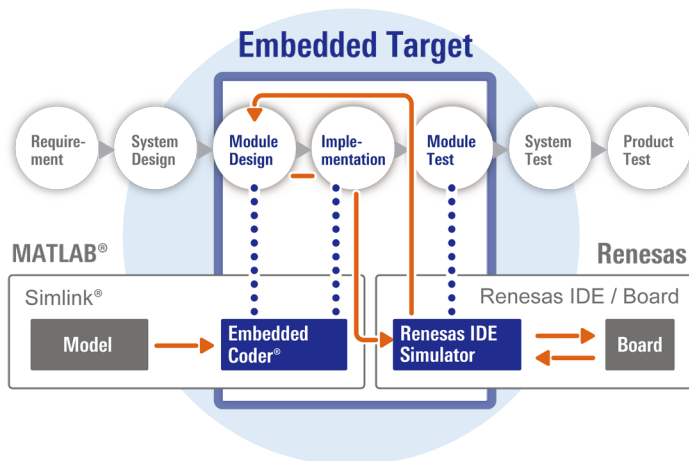 Embedded Target
Require-
ment
System
Design
Module
Design
Imple-
mentation
Module
Test
System
Test
Product
Test
MATLAB®
Renesas
Simlink®
Renesas IDE / Board
Model
Embedded
Coder®
Renesas IDE
Simulator
Board